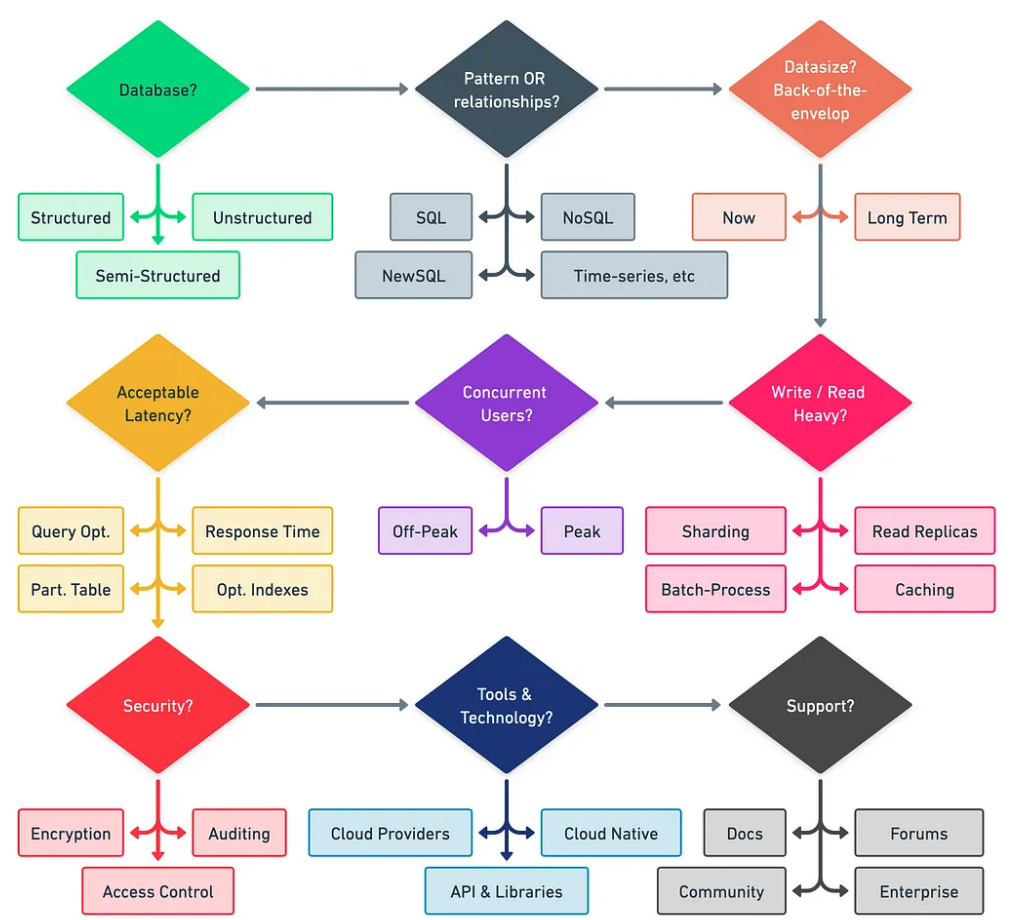 Database?
Pattern OR
relationships?
Datasize?
Back-of-the-
envelop
Structured
Unstructured
Semi-Structured
SQL
NoSQL
NewSQL
Time-series, etc
Now
Long Term
Acceptable
Latency?
Concurrent
Users?
Write / Read
Heavy?
Query Opt.
Response Time
Part. Table
Opt. Indexes
Off-Peak
Peak
Sharding
Read Replicas
Batch-Process
Caching
Security?
Tools &
Technology?
Support?
Encryption
Auditing
Access Control
Cloud Providers
Cloud Native
API & Libraries
Docs
Forums
Community
Enterprise